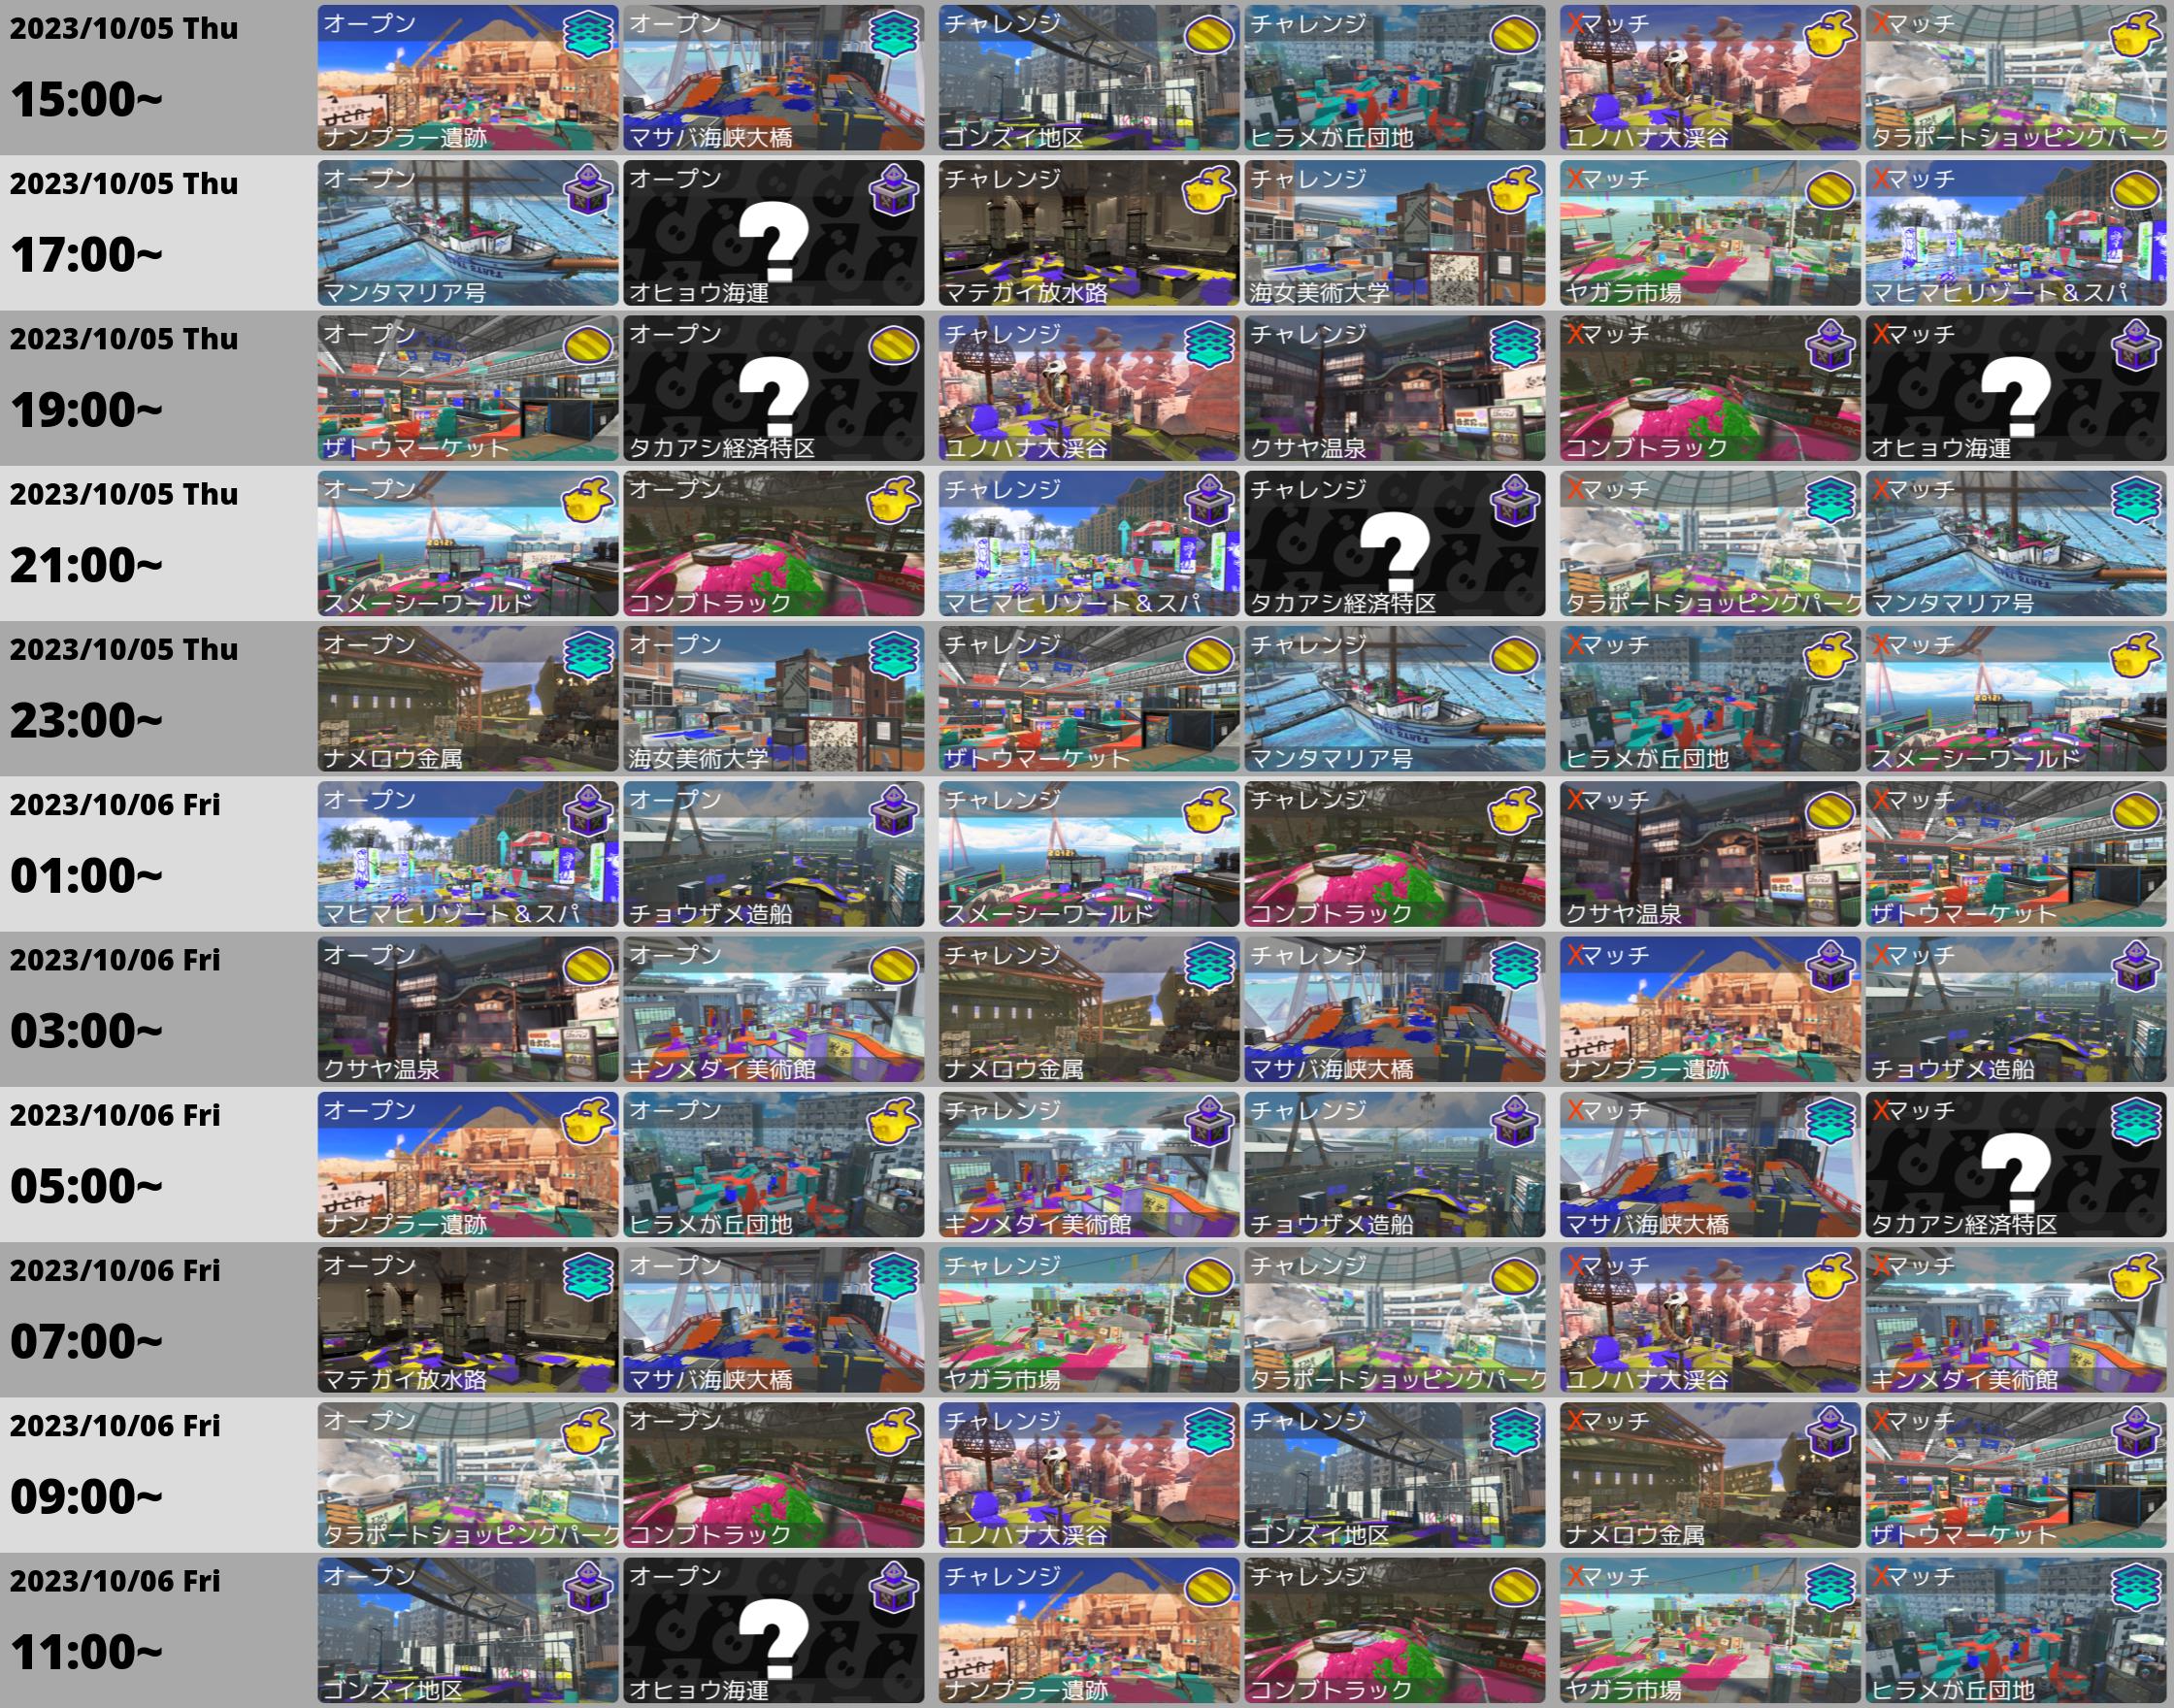 2023/10/05 Thu
15:00~
オープン
ナンプラー遺跡
オープン
マサバ海峡大橋
チャレンジ
ゴンズイ地区
チャレンジ
ヒラメが丘団地
Xマッチ
ユノハナ大渓谷
Xマッチ
タラポートショッピングパーク
2023/10/05 Thu
17:00~
オープン
マンタマリア号
オープン
?
オヒョウ海運
チャレンジ
マテガイ放水路
チャレンジ
海女美術大学
Xマッチ
ヤガラ市場
Xマッチ
マヒマヒリゾート＆スパ
2023/10/05 Thu
19:00~
オープン
ザトウマーケット
オープン
?
タカアシ経済特区
チャレンジ
ユノハナ大渓谷
チャレンジ
クサヤ温泉
Xマッチ
コンブトラック
Xマッチ
?
オヒョウ海運
2023/10/05 Thu
21:00~
オープン
スメーシーワールド
オープン
コンブトラック
チャレンジ
マヒマヒリゾート＆スパ
チャレンジ
?
タカアシ経済特区
Xマッチ
タラポートショッピングパーク
Xマッチ
マンタマリア号
2023/10/05 Thu
23:00~
オープン
ナメロウ金属
オープン
海女美術大学
チャレンジ
ザトウマーケット
チャレンジ
マンタマリア号
Xマッチ
ヒラメが丘団地
Xマッチ
スメーシーワールド
2023/10/06 Fri
01:00~
オープン
マヒマヒリゾート＆スパ
オープン
チョウザメ造船
チャレンジ
スメーシーワールド
チャレンジ
コンブトラック
Xマッチ
クサヤ温泉
Xマッチ
ザトウマーケット
2023/10/06 Fri
03:00~
オープン
クサヤ温泉
オープン
キンメダイ美術館
チャレンジ
ナメロウ金属
チャレンジ
マサバ海峡大橋
Xマッチ
ナンプラー遺跡
Xマッチ
チョウザメ造船
2023/10/06 Fri
05:00~
オープン
ナンプラー遺跡
オープン
ヒラメが丘団地
チャレンジ
キンメダイ美術館
チャレンジ
チョウザメ造船
Xマッチ
マサバ海峡大橋
Xマッチ
?
タカアシ経済特区
2023/10/06 Fri
07:00~
オープン
マテガイ放水路
オープン
マサバ海峡大橋
チャレンジ
ヤガラ市場
チャレンジ
タラポートショッピングパーク
Xマッチ
ユノハナ大渓谷
Xマッチ
キンメダイ美術館
2023/10/06 Fri
09:00~
オープン
タラポートショッピングパーク
オープン
コンブトラック
チャレンジ
ユノハナ大渓谷
チャレンジ
ゴンズイ地区
Xマッチ
ナメロウ金属
Xマッチ
ザトウマーケット
2023/10/06 Fri
11:00~
オープン
ゴンズイ地区
オープン
?
オヒョウ海運
チャレンジ
ナンプラー遺跡
チャレンジ
コンブトラック
Xマッチ
ヤガラ市場
Xマッチ
ヒラメが丘団地